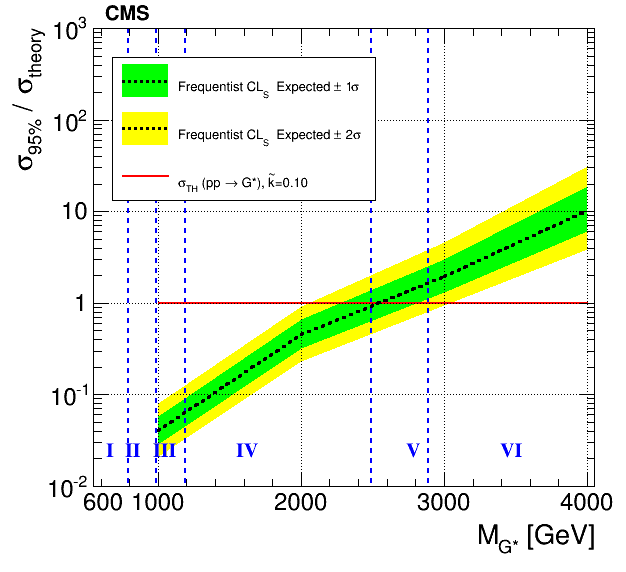 CMS
σ95% / σtheory
10³
10²
10
1
10⁻¹
10⁻²
Frequentist CLS Expected ± 1σ
Frequentist CLS Expected ± 2σ
σTH (pp → G*), k̃=0.10
I II III IV V VI
600 1000 2000 3000 4000
MG* [GeV]